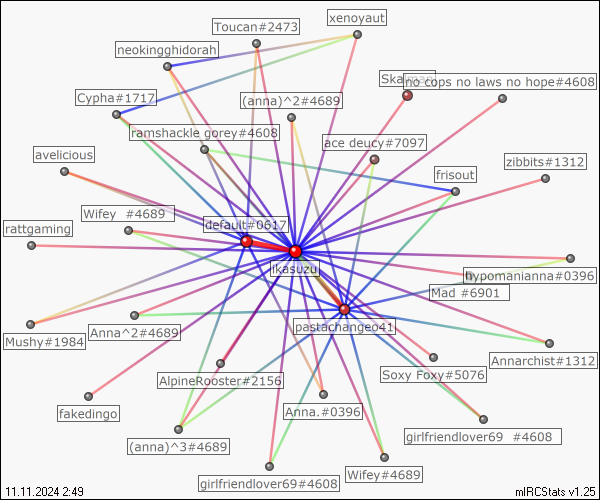 xenoyaut
Toucan#2473
neokingghidorah
no cops no laws no hope#4608
Cypha#1717
(anna)^2#4689
ramshackle gorey#4608
ace deucy#7097
avelicious
zibbits#1312
frisout
Wifey #4689
default#0617
rattgaming
ikasuzu
hypomanianna#0396
Mad #6901
pastachangeo41
Anna^2#4689
Mushy#1984
Annarchist#1312
Soxy Foxy#5076
AlpineRooster#2156
fakedingo
Anna.#0396
girlfriendlover69 #4608
(anna)^3#4689
Wifey#4689
girlfriendlover69#4608
11.11.2024 2:49
mIRCStats v1.25